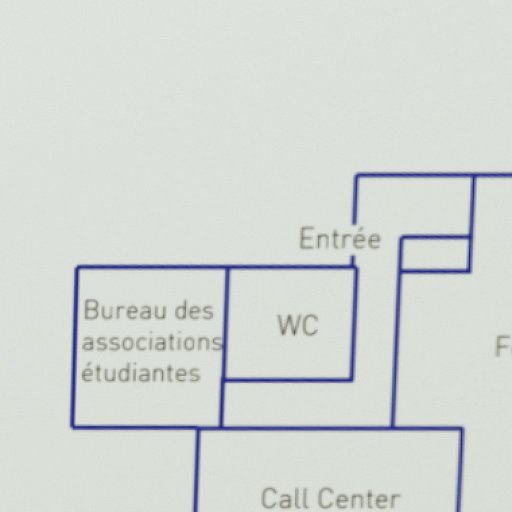 Entrée
Bureau des
associations
étudiantes
WC
Call Center